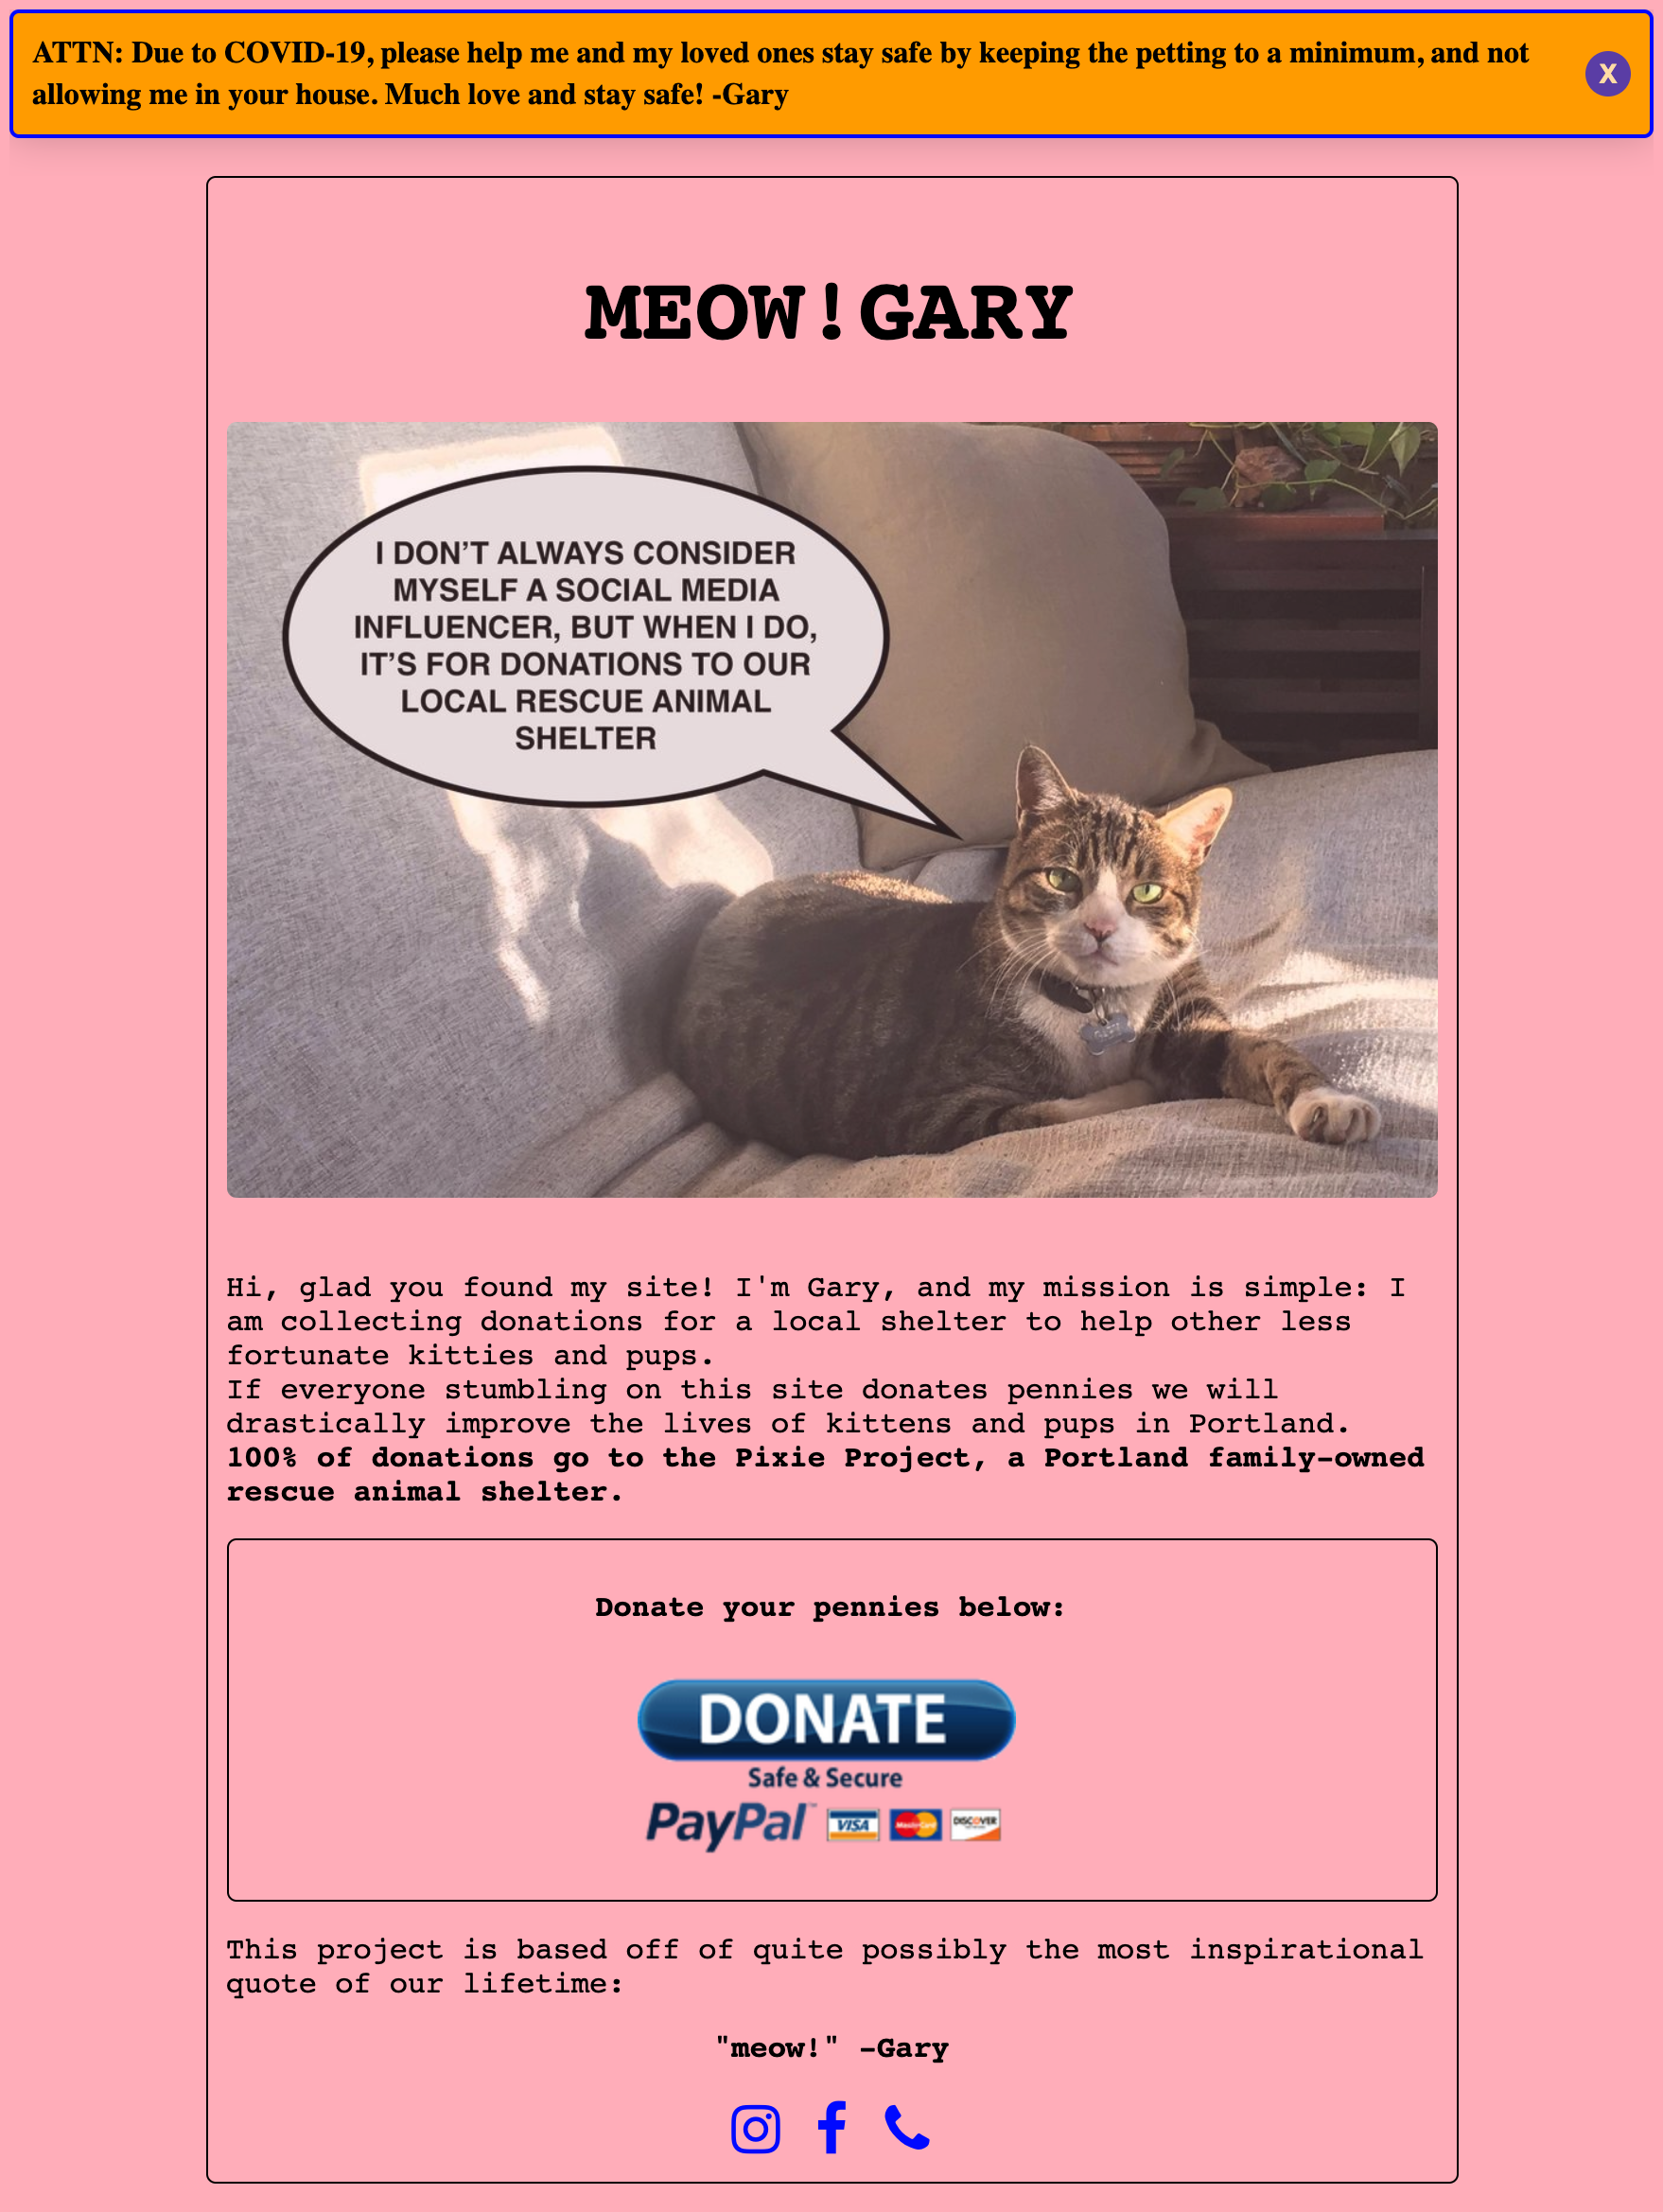 ATTN: Due to COVID-19, please help me and my loved ones stay safe by keeping the petting to a minimum, and not
allowing me in your house. Much love and stay safe! -Gary
X
MEOW!GARY
I DON’T ALWAYS CONSIDER
MYSELF A SOCIAL MEDIA
INFLUENCER, BUT WHEN I DO,
IT’S FOR DONATIONS TO OUR
LOCAL RESCUE ANIMAL
SHELTER
Hi, glad you found my site! I'm Gary, and my mission is simple: I
am collecting donations for a local shelter to help other less
fortunate kitties and pups.
If everyone stumbling on this site donates pennies we will
drastically improve the lives of kittens and pups in Portland.
100% of donations go to the Pixie Project, a Portland family-owned
rescue animal shelter.
Donate your pennies below:
DONATE
Safe & Secure
PayPal™ VISA MasterCard DISCOVER
This project is based off of quite possibly the most inspirational
quote of our lifetime:
"meow!" -Gary